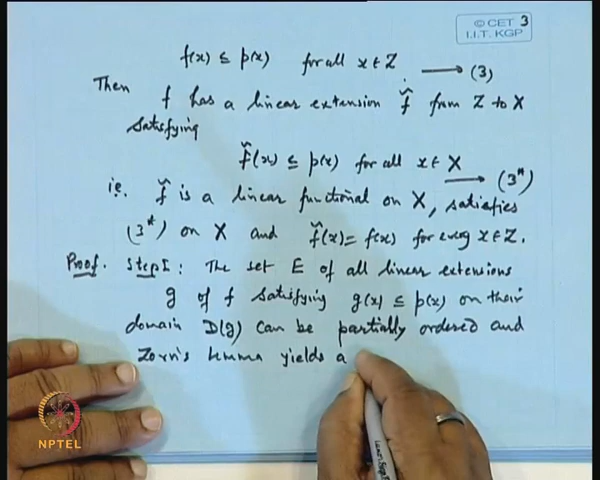 © CET 3
I.I.T. KGP
f(x) ≤ p(x) for all x ∈ Z ⟶ (3)
Then f has a linear extension f̃ from Z to X
satisfying
f̃(x) ≤ p(x) for all x ∈ X ⟶ (3*)
i.e. f̃ is a linear functional on X, satisfies
(3*) on X and f̃(x) = f(x) for every x ∈ Z.
Proof. Step I: The set E of all linear extensions
g of f satisfying g(x) ≤ p(x) on their
domain D(g) can be partially ordered and
Zorn's lemma yields a
NPTEL